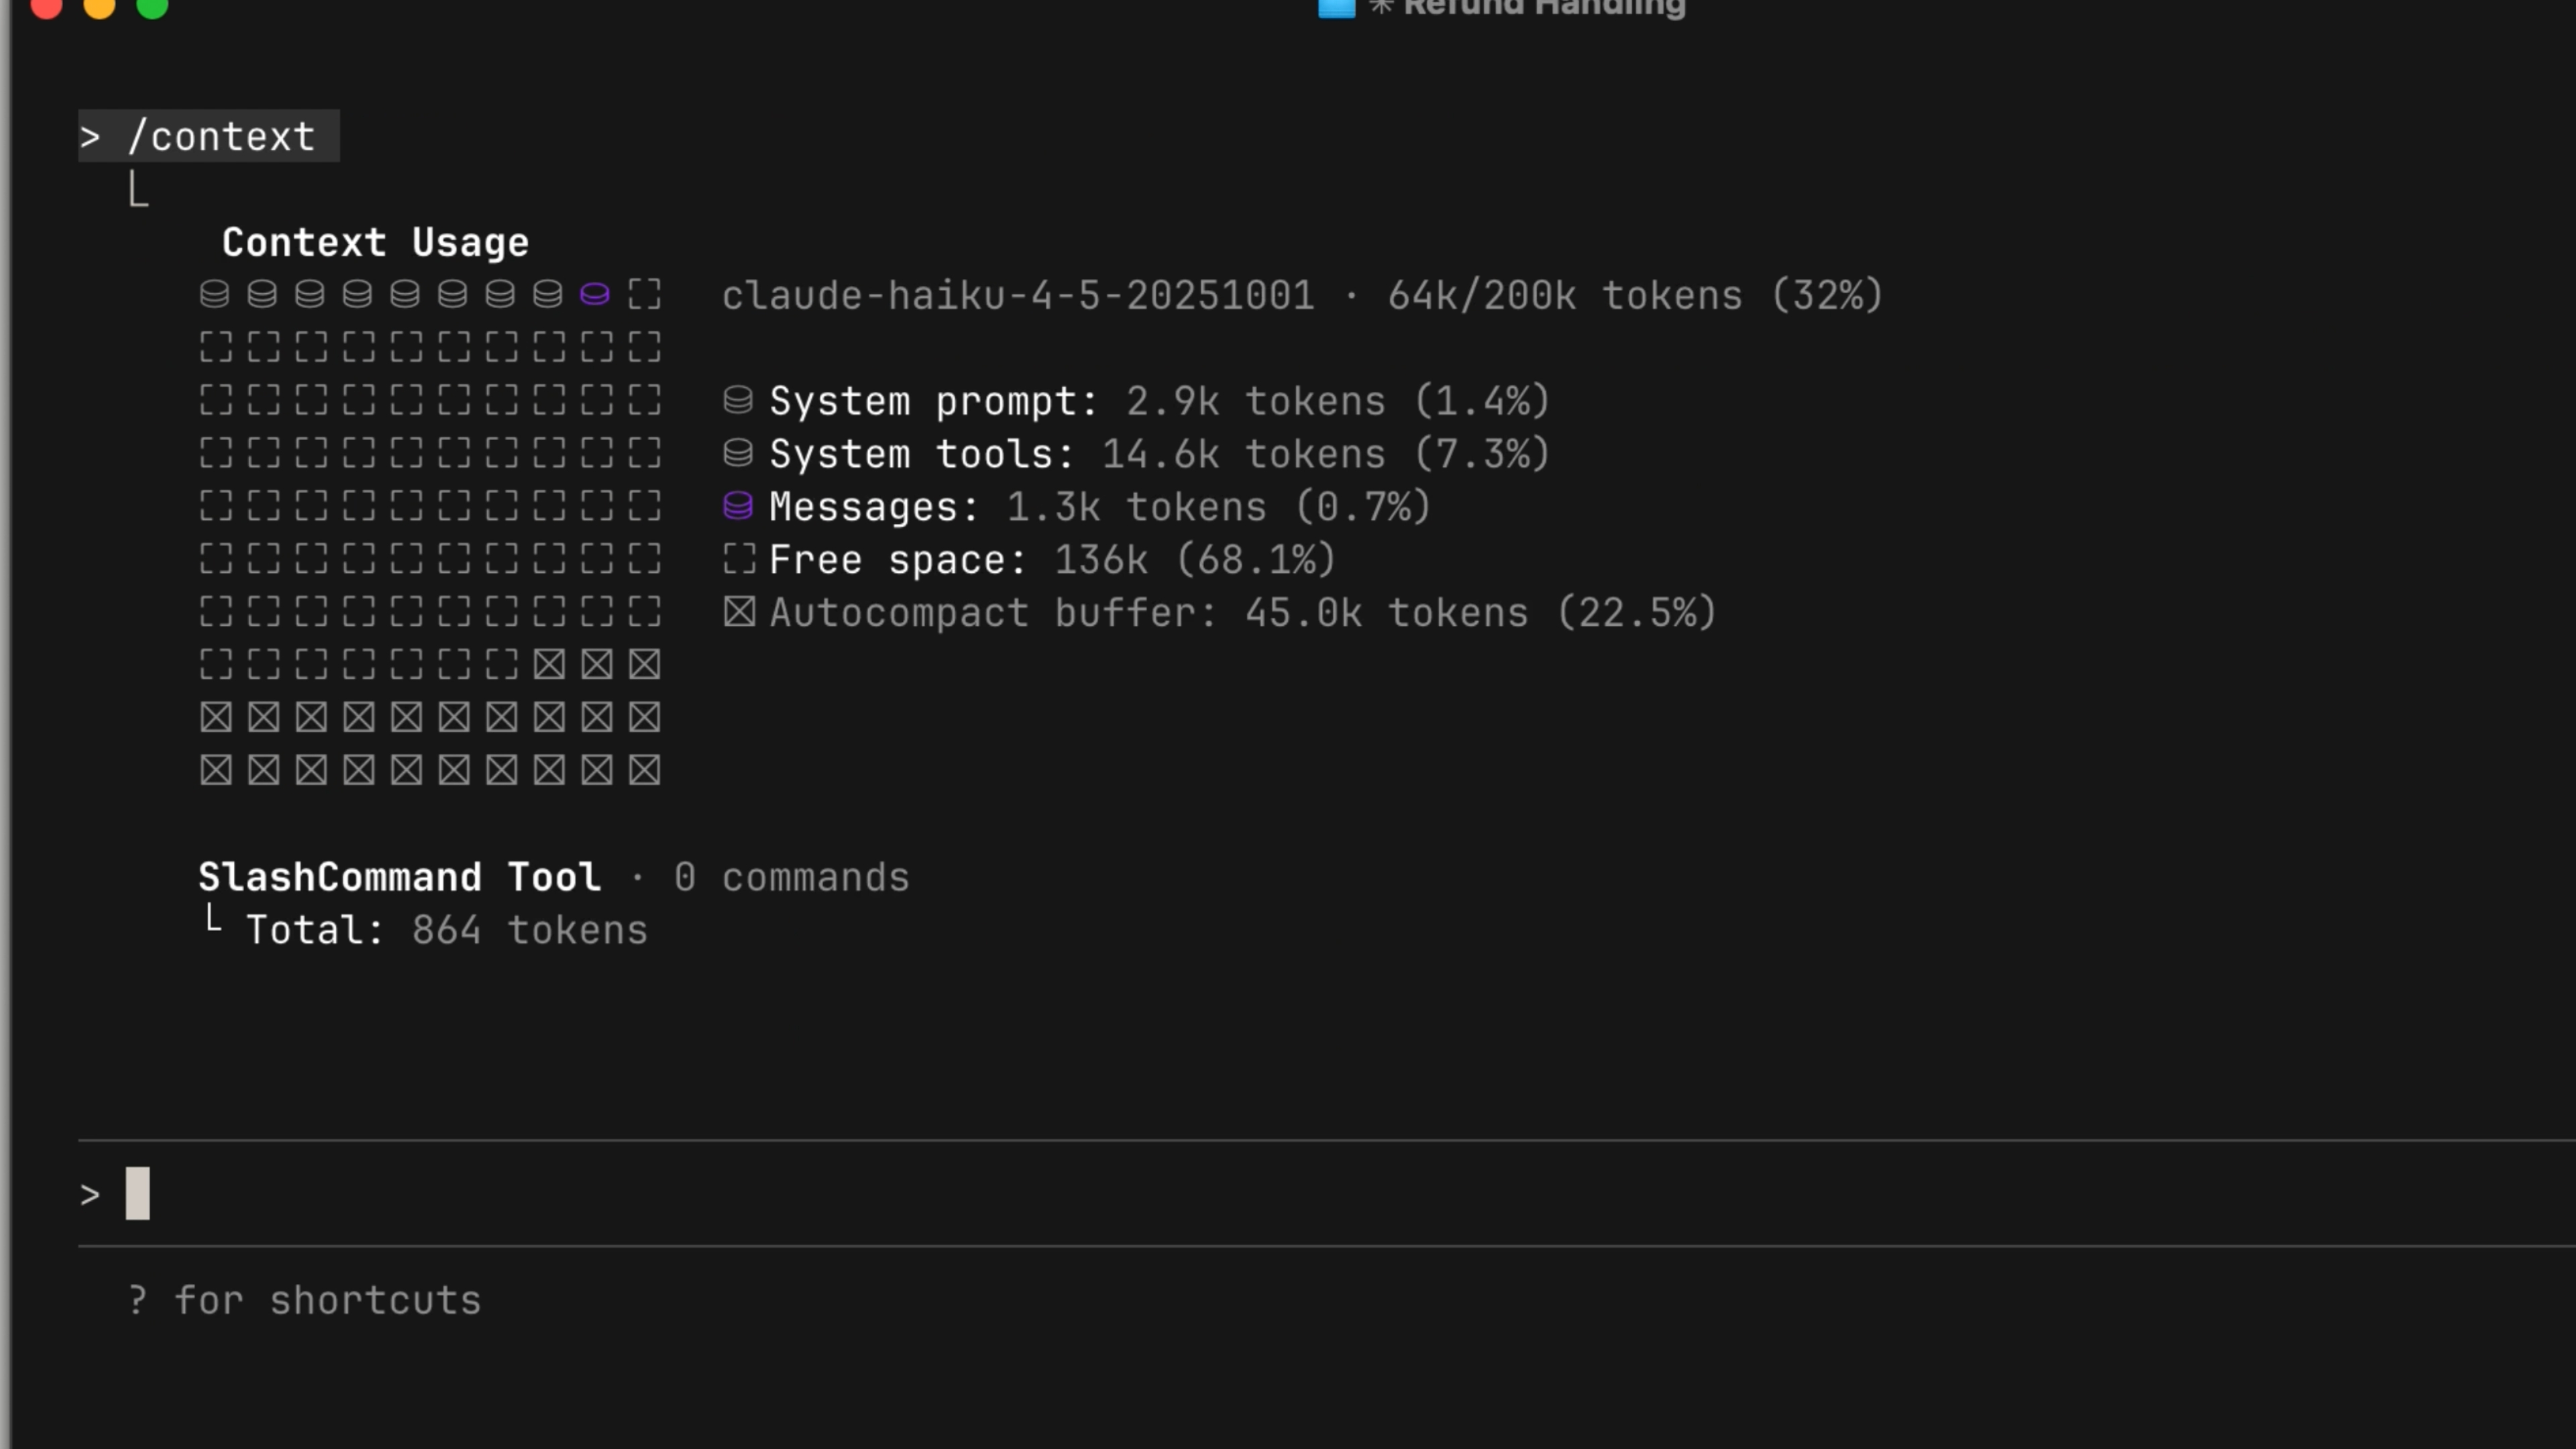 ✳ Refund Handling
> /context
Context Usage
claude-haiku-4-5-20251001 · 64k/200k tokens (32%)
System prompt: 2.9k tokens (1.4%)
System tools: 14.6k tokens (7.3%)
Messages: 1.3k tokens (0.7%)
Free space: 136k (68.1%)
Autocompact buffer: 45.0k tokens (22.5%)
SlashCommand Tool · 0 commands
└ Total: 864 tokens
>
? for shortcuts